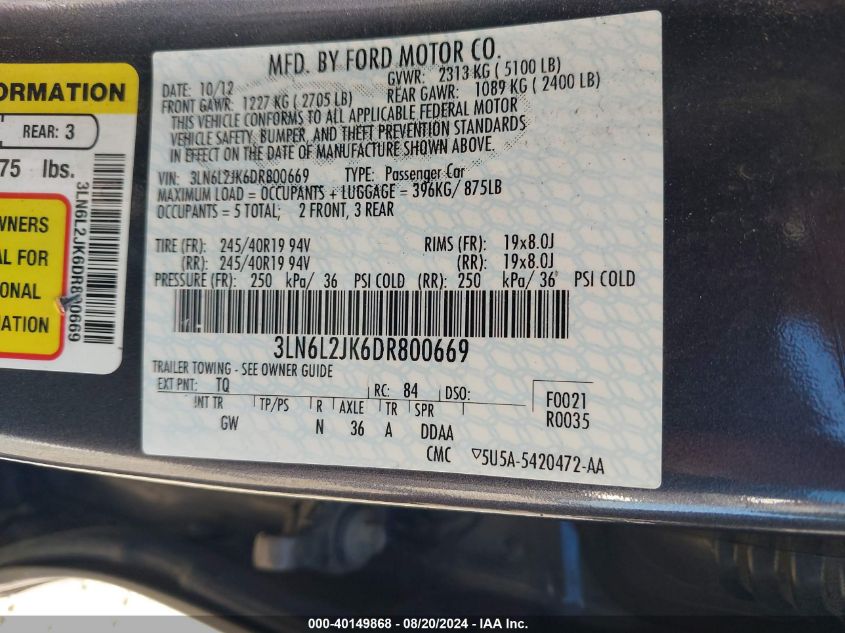 ORMATION
REAR: 3
75 lbs.
WNERS
AL FOR
IONAL
MATION
3LN6L2JK6DR800669
MFD. BY FORD MOTOR CO.
DATE: 10/12 GVWR: 2313 KG ( 5100 LB)
FRONT GAWR: 1227 KG ( 2705 LB) REAR GAWR: 1089 KG ( 2400 LB)
THIS VEHICLE CONFORMS TO ALL APPLICABLE FEDERAL MOTOR
VEHICLE SAFETY, BUMPER, AND THEFT PREVENTION STANDARDS
IN EFFECT ON THE DATE OF MANUFACTURE SHOWN ABOVE.
VIN: 3LN6L2JK6DR800669 TYPE: Passenger Car
MAXIMUM LOAD = OCCUPANTS + LUGGAGE = 396KG/ 875LB
OCCUPANTS: 5 TOTAL; 2 FRONT, 3 REAR
TIRE (FR): 245/40R19 94V RIMS (FR): 19x8.0J
(RR): 245/40R19 94V (RR): 19x8.0J
PRESSURE (FR): 250 kPa/ 36 PSI COLD (RR): 250 kPa/ 36 PSI COLD
3LN6L2JK6DR800669
TRAILER TOWING - SEE OWNER GUIDE
EXT PNT: TQ RC: 84 DSO: F0021
INT TR TP/PS R AXLE TR SPR R0035
GW N 36 A DDAA
CMC ▽5U5A-5420472-AA
000-40149868 - 08/20/2024 - IAA Inc.